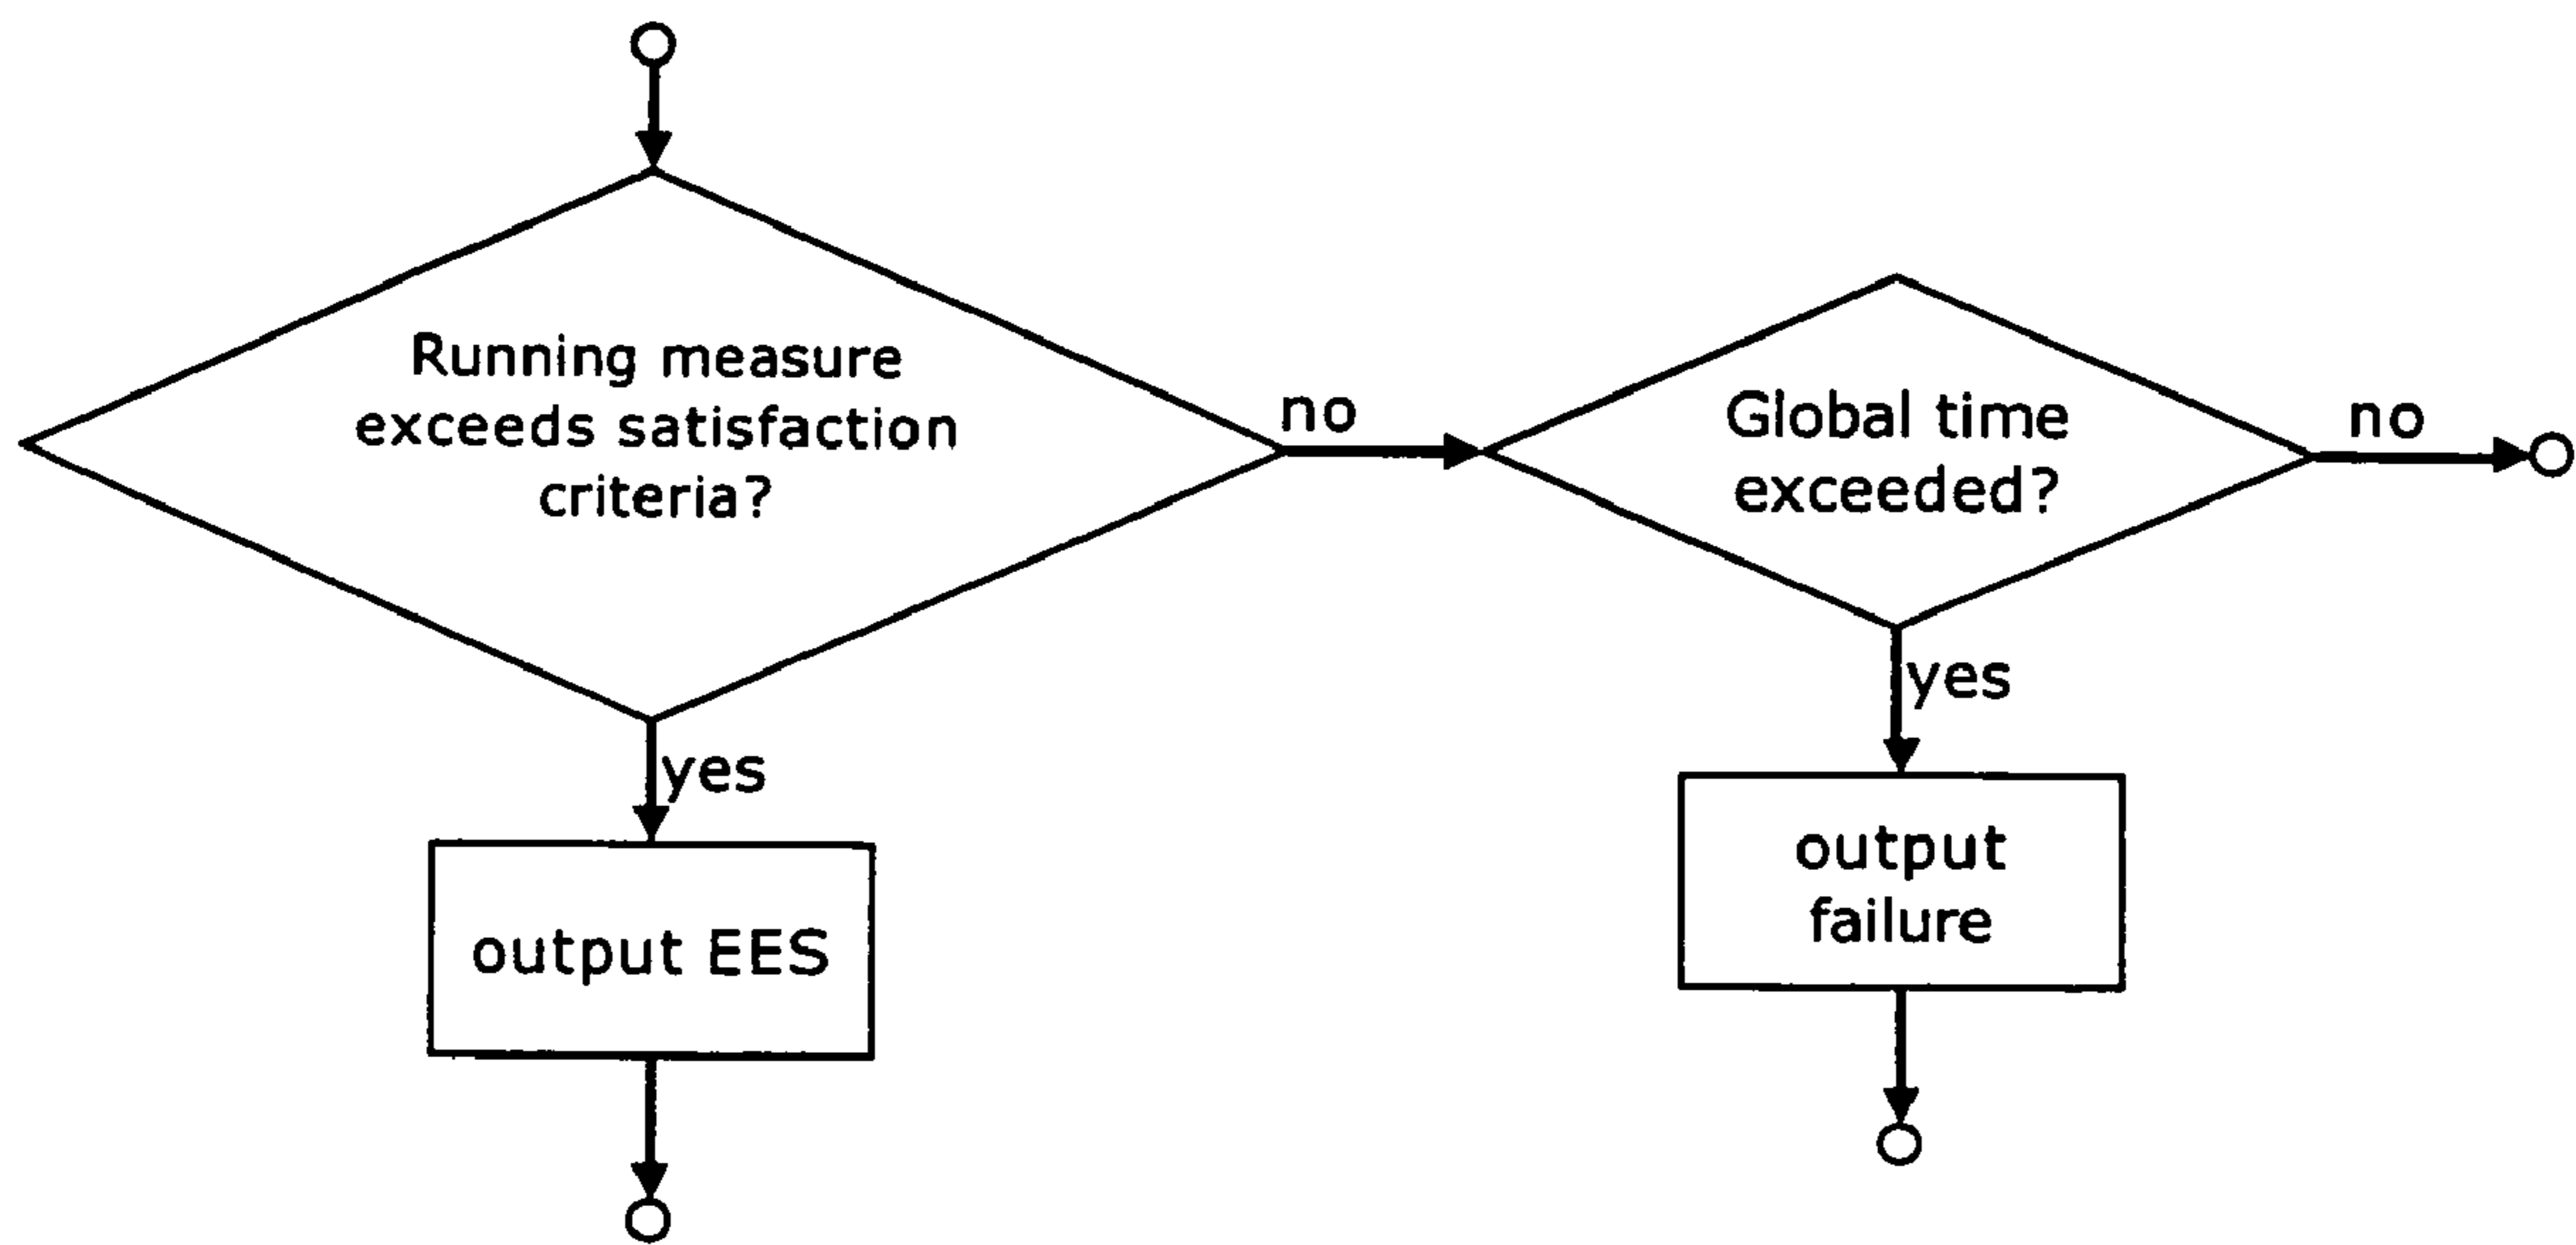 Running measure
exceeds satisfaction
criteria?
no
Global time
exceeded?
no
yes
output EES
yes
output
failure